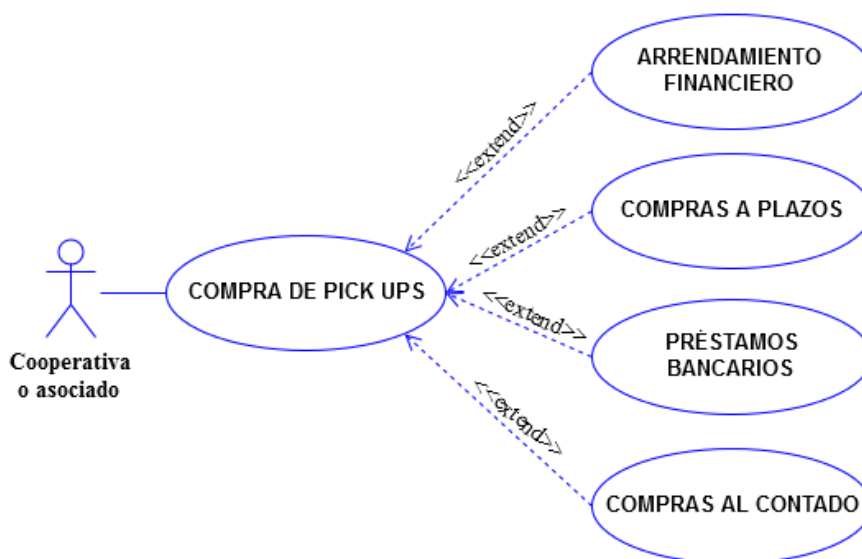 ARRENDAMIENTO
FINANCIERO
<<extend>>
COMPRAS A PLAZOS
<<extend>>
COMPRA DE PICK UPS
<<extend>>
PRÉSTAMOS
BANCARIOS
Cooperativa
o asociado
<<extend>>
COMPRAS AL CONTADO